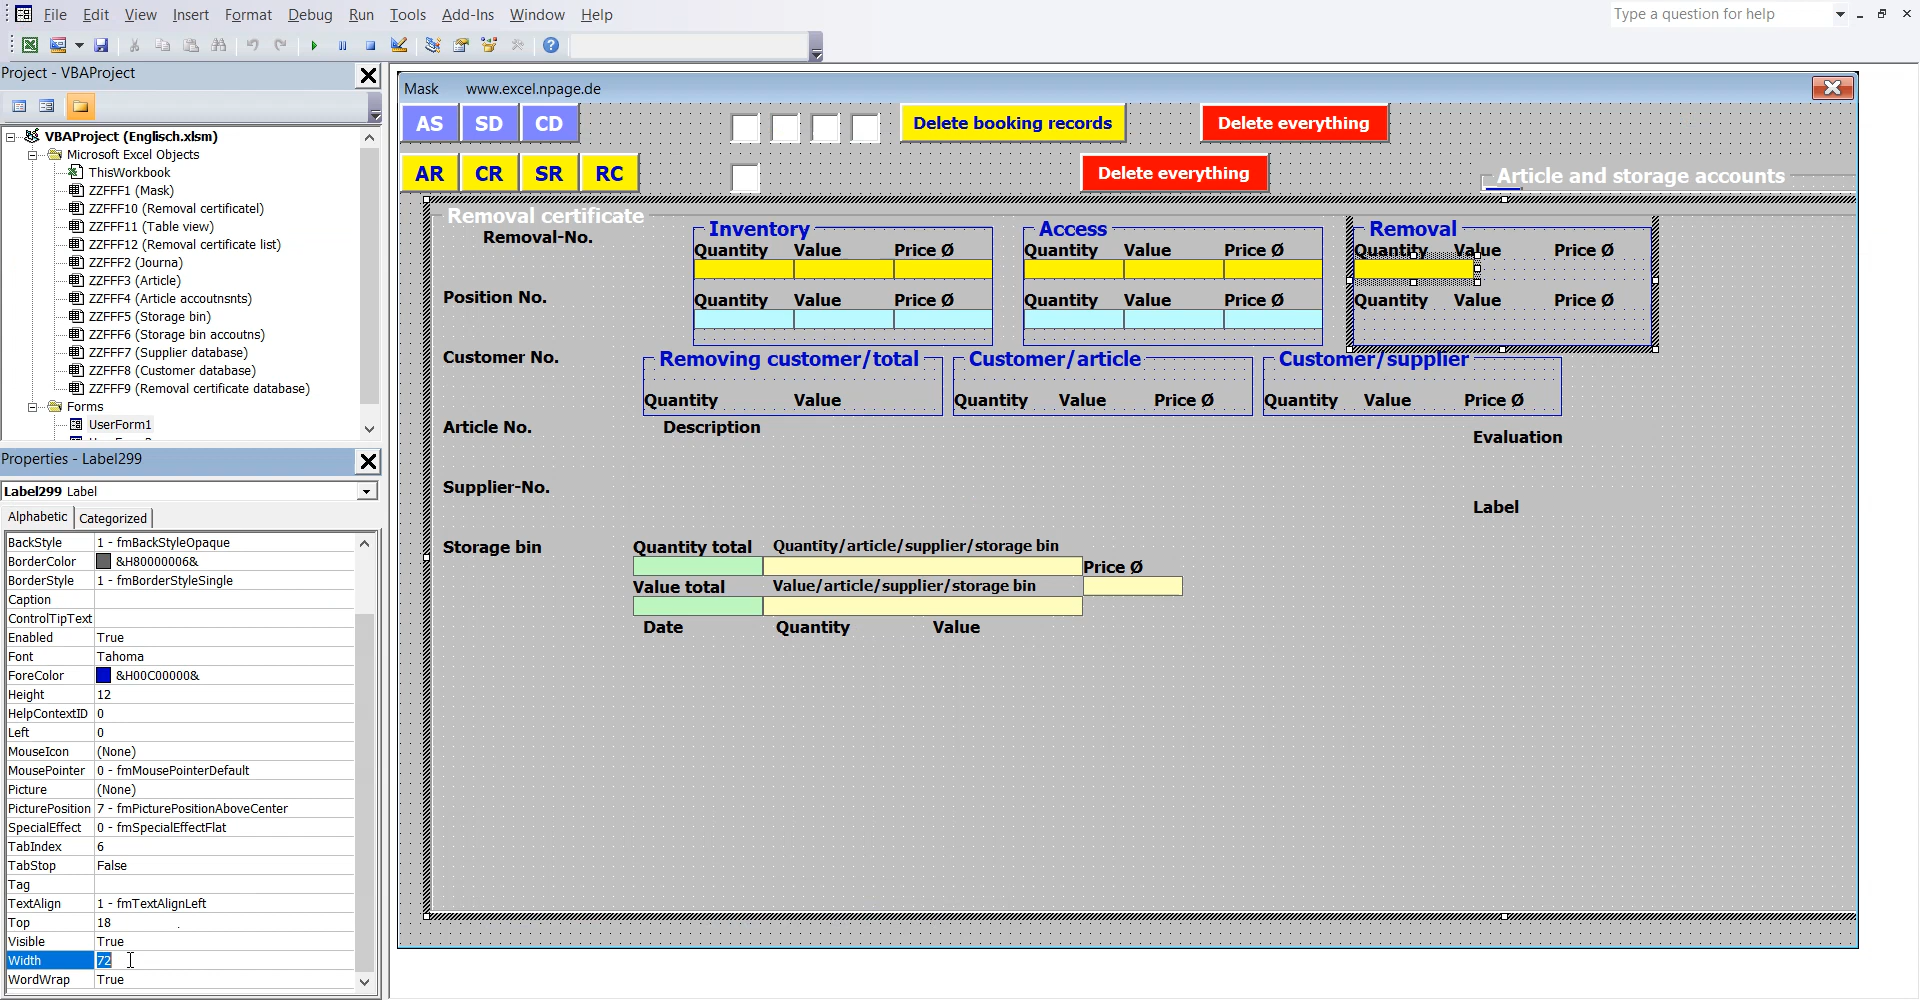 File Edit View Insert Format Debug Run Tools Add-Ins Window Help
Type a question for help
Project - VBAProject
VBAProject (Englisch.xlsm)
Microsoft Excel Objects
ThisWorkbook
ZZFFF1 (Mask)
ZZFFF10 (Removal certificatel)
ZZFFF11 (Table view)
ZZFFF12 (Removal certificate list)
ZZFFF2 (Journa)
ZZFFF3 (Article)
ZZFFF4 (Article accoutnsnts)
ZZFFF5 (Storage bin)
ZZFFF6 (Storage bin accoutns)
ZZFFF7 (Supplier database)
ZZFFF8 (Customer database)
ZZFFF9 (Removal certificate database)
Forms
UserForm1
Properties - Label299
Label299 Label
Alphabetic Categorized
BackStyle 1 - fmBackStyleOpaque
BorderColor &H80000006&
BorderStyle 1 - fmBorderStyleSingle
Caption
ControlTipText
Enabled True
Font Tahoma
ForeColor &H00C00000&
Height 12
HelpContextID 0
Left 0
MouseIcon (None)
MousePointer 0 - fmMousePointerDefault
Picture (None)
PicturePosition 7 - fmPicturePositionAboveCenter
SpecialEffect 0 - fmSpecialEffectFlat
TabIndex 6
TabStop False
Tag
TextAlign 1 - fmTextAlignLeft
Top 18
Visible True
Width 72
WordWrap True
Mask www.excel.npage.de
AS SD CD Delete booking records Delete everything
AR CR SR RC Delete everything Article and storage accounts
Removal certificate
Removal-No.
Inventory Access Removal
Quantity Value Price Ø Quantity Value Price Ø Quantity Value Price Ø
Position No.
Quantity Value Price Ø Quantity Value Price Ø Quantity Value Price Ø
Customer No.
Removing customer/total Customer/article Customer/supplier
Quantity Value Quantity Value Price Ø Quantity Value Price Ø
Article No. Description
Evaluation
Supplier-No.
Label
Storage bin Quantity total Quantity/article/supplier/storage bin
Price Ø
Value total Value/article/supplier/storage bin
Date Quantity Value